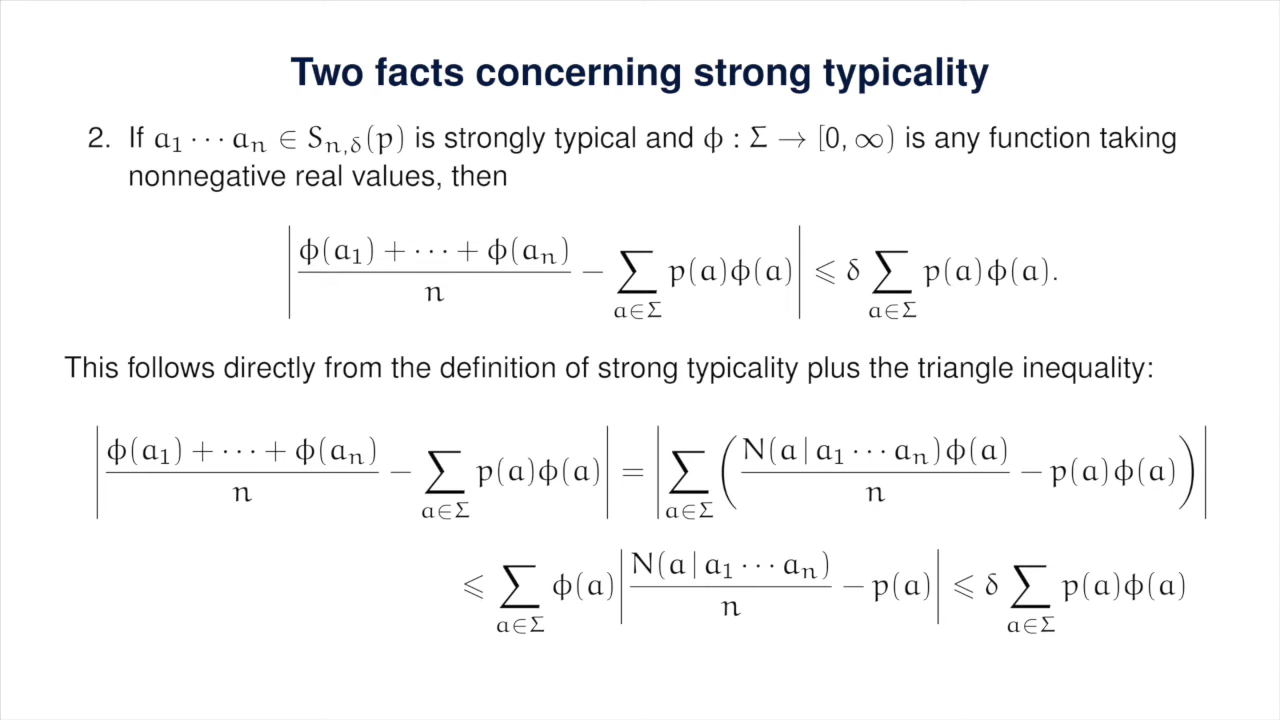 Two facts concerning strong typicality
2. If a₁ ⋯ aₙ ∈ Sₙ,δ(p) is strongly typical and ϕ : Σ → [0, ∞) is any function taking
nonnegative real values, then
| (ϕ(a₁) + ⋯ + ϕ(aₙ))/n − ∑_{a∈Σ} p(a)ϕ(a) | ⩽ δ ∑_{a∈Σ} p(a)ϕ(a).
This follows directly from the definition of strong typicality plus the triangle inequality:
| (ϕ(a₁) + ⋯ + ϕ(aₙ))/n − ∑_{a∈Σ} p(a)ϕ(a) | = | ∑_{a∈Σ} ( N(a | a₁ ⋯ aₙ)ϕ(a)/n − p(a)ϕ(a) ) |
⩽ ∑_{a∈Σ} ϕ(a) | N(a | a₁ ⋯ aₙ)/n − p(a) | ⩽ δ ∑_{a∈Σ} p(a)ϕ(a)